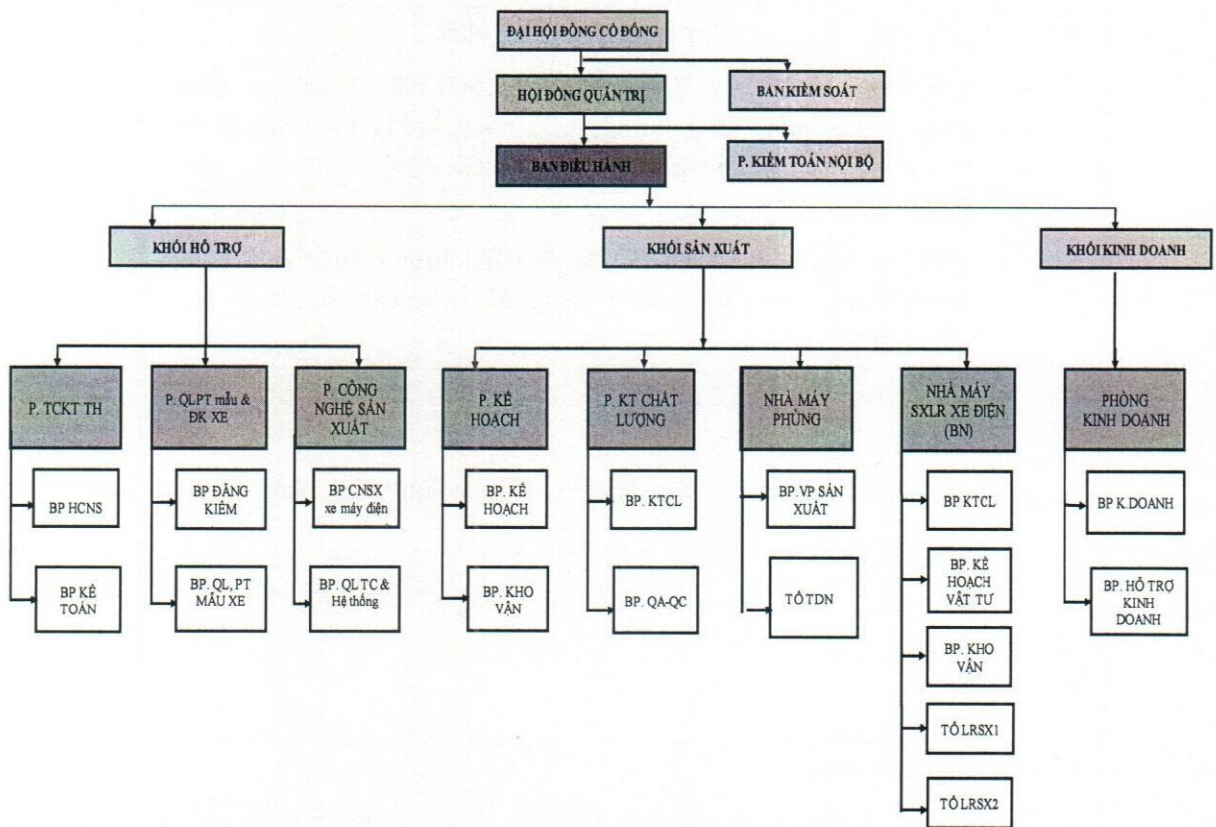 ĐẠI HỘI ĐỒNG CỔ ĐÔNG
HỘI ĐỒNG QUẢN TRỊ
BAN KIỂM SOÁT
BAN ĐIỀU HÀNH
P. KIỂM TOÁN NỘI BỘ
KHỐI HỖ TRỢ
KHỐI SẢN XUẤT
KHỐI KINH DOANH
P. TCKT TH
P. QLPT mẫu &
ĐK XE
P. CÔNG
NGHỆ SẢN
XUẤT
P. KẾ
HOẠCH
P. KT CHẤT
LƯỢNG
NHÀ MÁY
PHÙNG
NHÀ MÁY
SXLR XE ĐIỆN
(BN)
PHÒNG
KINH DOANH
BP HCNS
BP ĐĂNG
KIỂM
BP CNSX
xe máy điện
BP. KẾ
HOẠCH
BP. KTCL
BP. VP SẢN
XUẤT
BP KTCL
BP K.DOANH
BP KẾ
TOÁN
BP. QL, PT
MẪU XE
BP. QL TC &
Hệ thống
BP. KHO
VẬN
BP. QA-QC
TỔ TDN
BP. KẾ
HOẠCH
VẬT TƯ
BP. HỖ TRỢ
KINH
DOANH
BP. KHO
VẬN
TỔ LRSX1
TỔ LRSX2